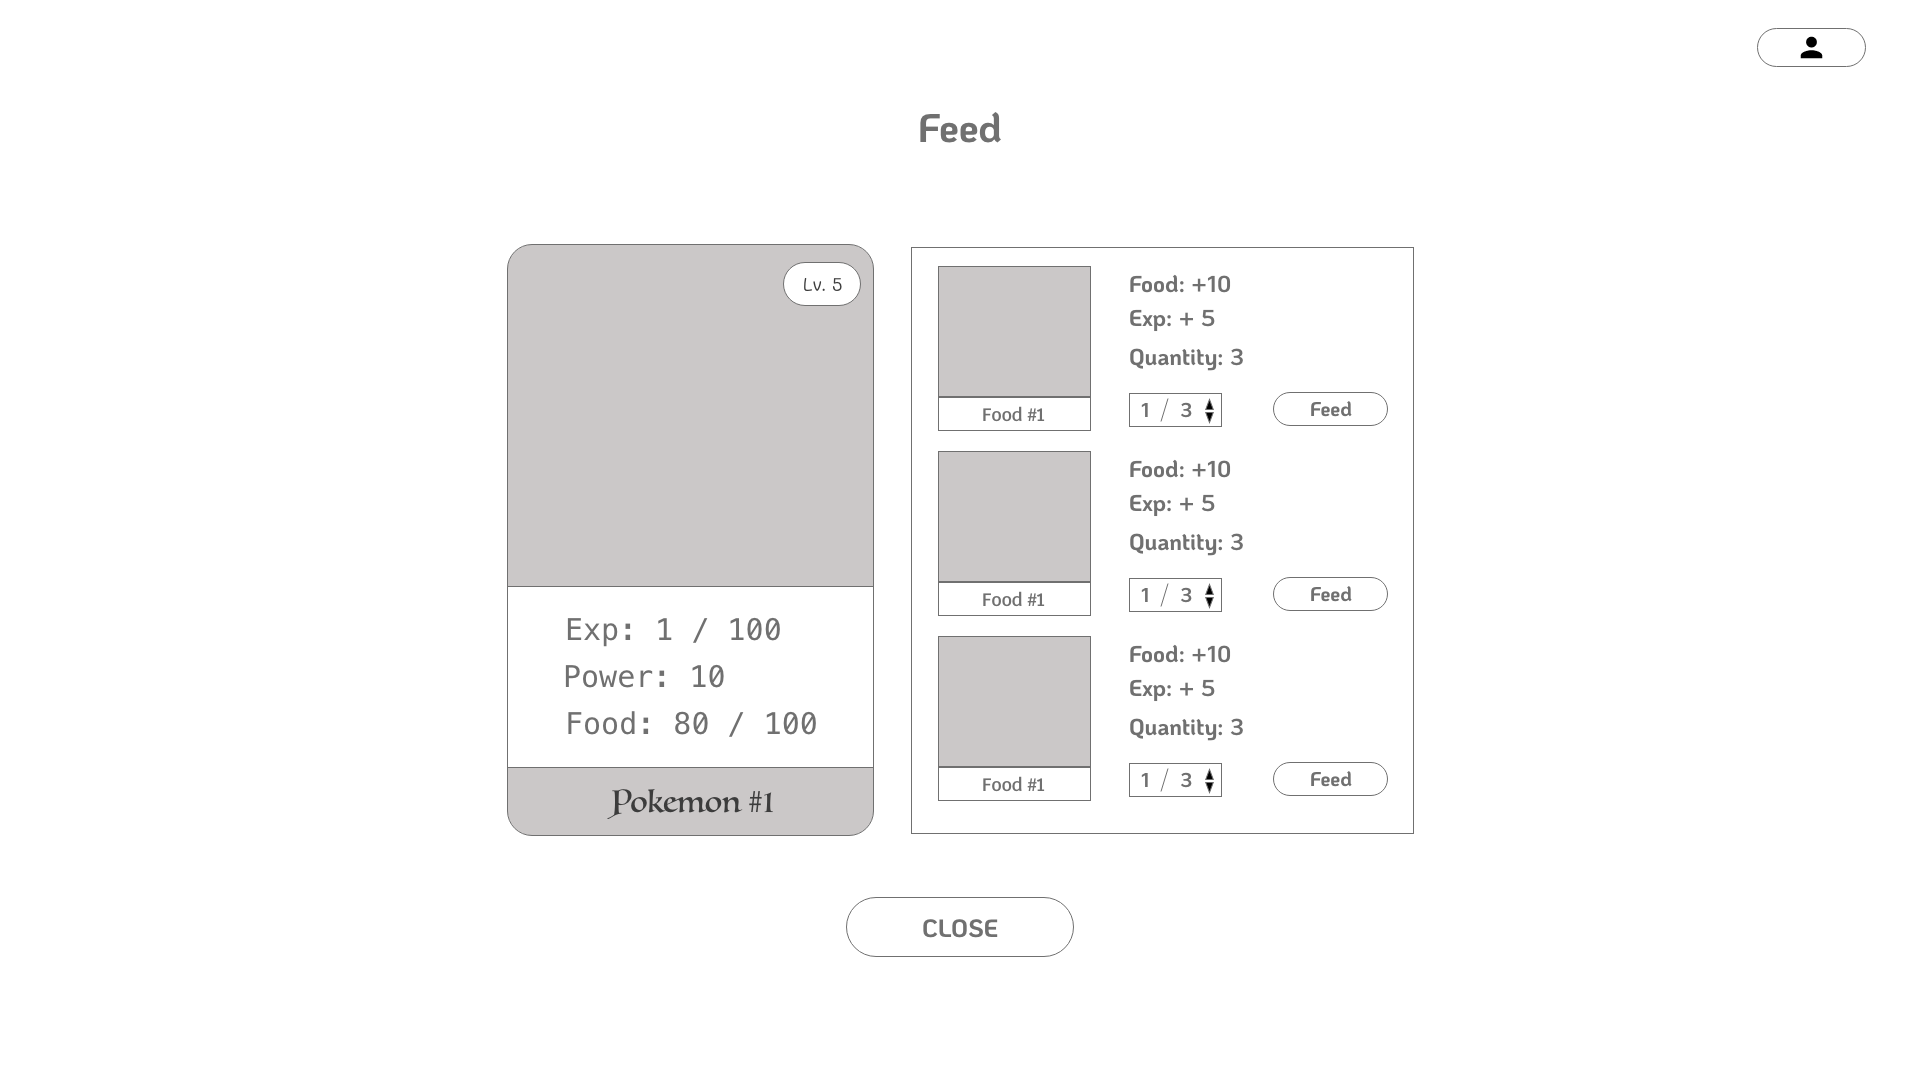 Feed
Lv. 5
Exp: 1 / 100
Power: 10
Food: 80 / 100
Pokemon #1
Food: +10
Exp: + 5
Quantity: 3
1 / 3
Feed
Food #1
Food: +10
Exp: + 5
Quantity: 3
1 / 3
Feed
Food #1
Food: +10
Exp: + 5
Quantity: 3
1 / 3
Feed
Food #1
CLOSE